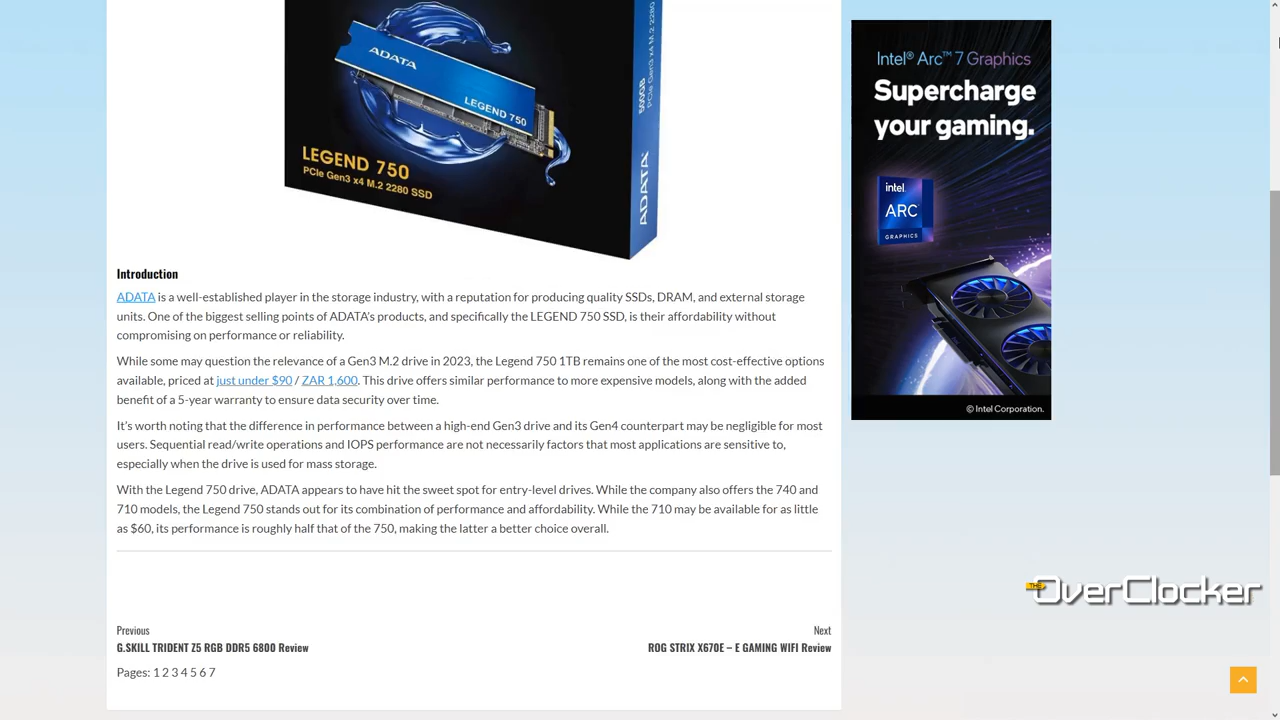 ADATA
LEGEND 750
LEGEND 750
PCIe Gen3 x4 M.2 2280 SSD
ADATA
500GB
PCIe Gen3 x4 M.2 2280
Intel® Arc™ 7 Graphics
Supercharge
your gaming.
intel.
ARC
GRAPHICS
© Intel Corporation.
Introduction
ADATA is a well-established player in the storage industry, with a reputation for producing quality SSDs, DRAM, and external storage
units. One of the biggest selling points of ADATA's products, and specifically the LEGEND 750 SSD, is their affordability without
compromising on performance or reliability.
While some may question the relevance of a Gen3 M.2 drive in 2023, the Legend 750 1TB remains one of the most cost-effective options
available, priced at just under $90 / ZAR 1,600. This drive offers similar performance to more expensive models, along with the added
benefit of a 5-year warranty to ensure data security over time.
It's worth noting that the difference in performance between a high-end Gen3 drive and its Gen4 counterpart may be negligible for most
users. Sequential read/write operations and IOPS performance are not necessarily factors that most applications are sensitive to,
especially when the drive is used for mass storage.
With the Legend 750 drive, ADATA appears to have hit the sweet spot for entry-level drives. While the company also offers the 740 and
710 models, the Legend 750 stands out for its combination of performance and affordability. While the 710 may be available for as little
as $60, its performance is roughly half that of the 750, making the latter a better choice overall.
THE OverClocker
Previous
G.SKILL TRIDENT Z5 RGB DDR5 6800 Review
Next
ROG STRIX X670E – E GAMING WIFI Review
Pages: 1 2 3 4 5 6 7